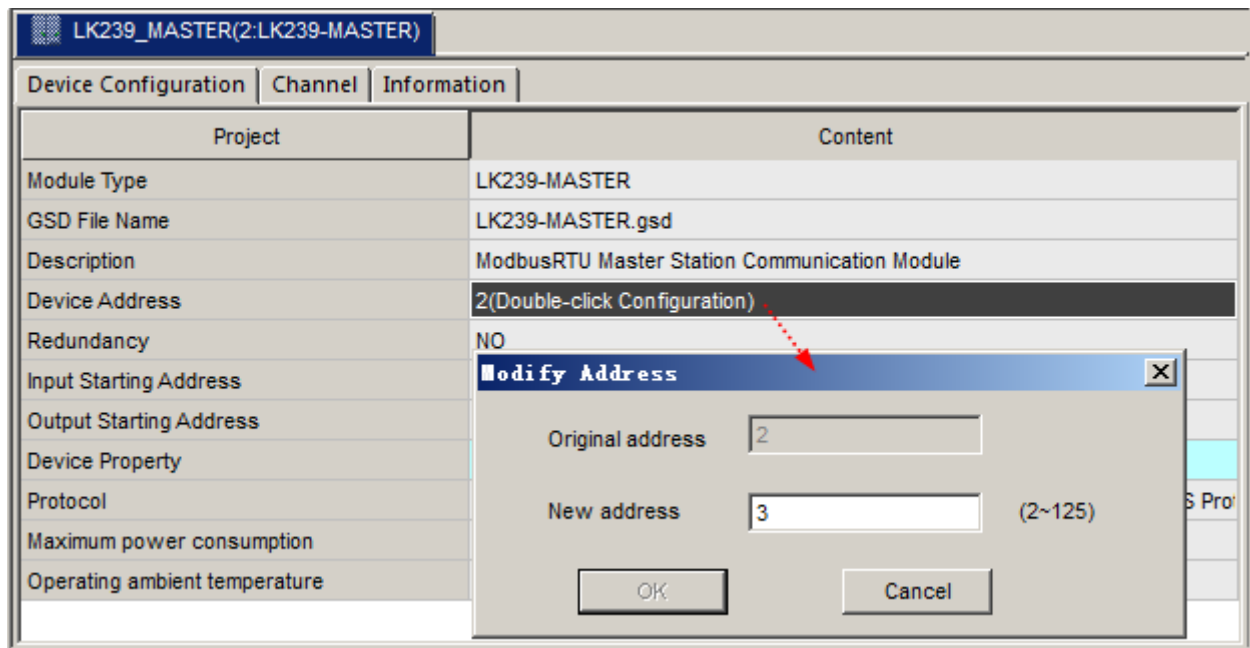 LK239_MASTER(2:LK239-MASTER)
Device Configuration Channel Information
Project Content
Module Type LK239-MASTER
GSD File Name LK239-MASTER.gsd
Description ModbusRTU Master Station Communication Module
Device Address 2(Double-click Configuration)
Redundancy NO
Input Starting Address
Output Starting Address
Device Property
Protocol
Maximum power consumption
Operating ambient temperature
Modify Address
Original address 2
New address 3 (2~125)
OK Cancel